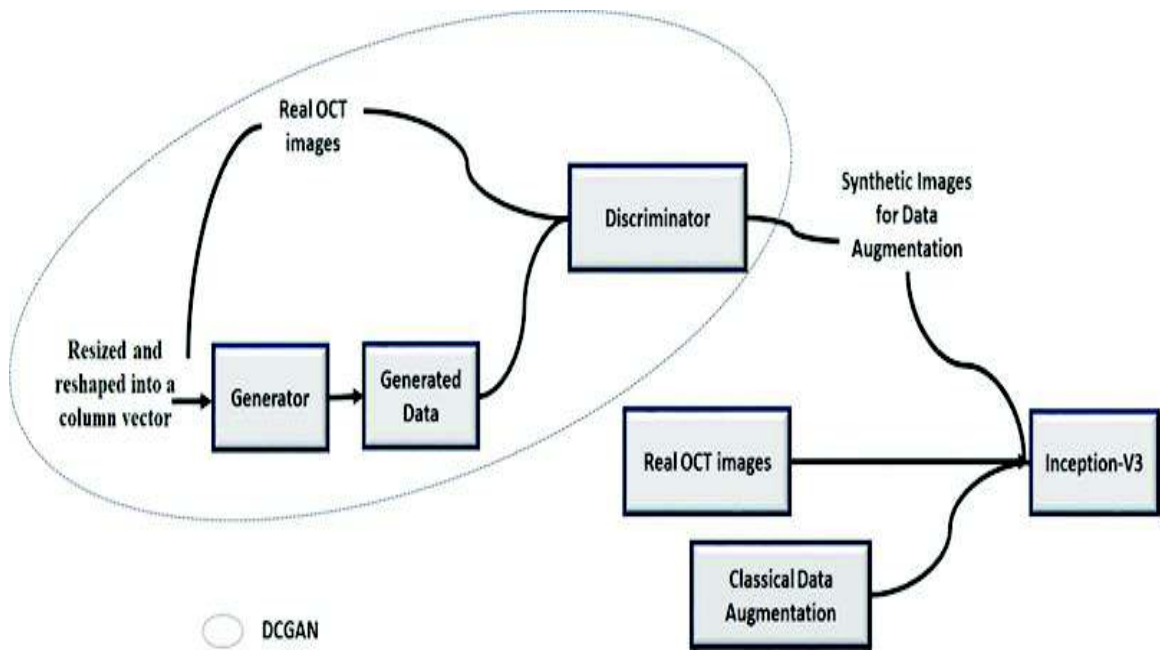 Real OCT
images
Discriminator
Synthetic Images
for Data
Augmentation
Resized and
reshaped into a
column vector
Generator
Generated
Data
Real OCT images
Inception-V3
Classical Data
Augmentation
DCGAN